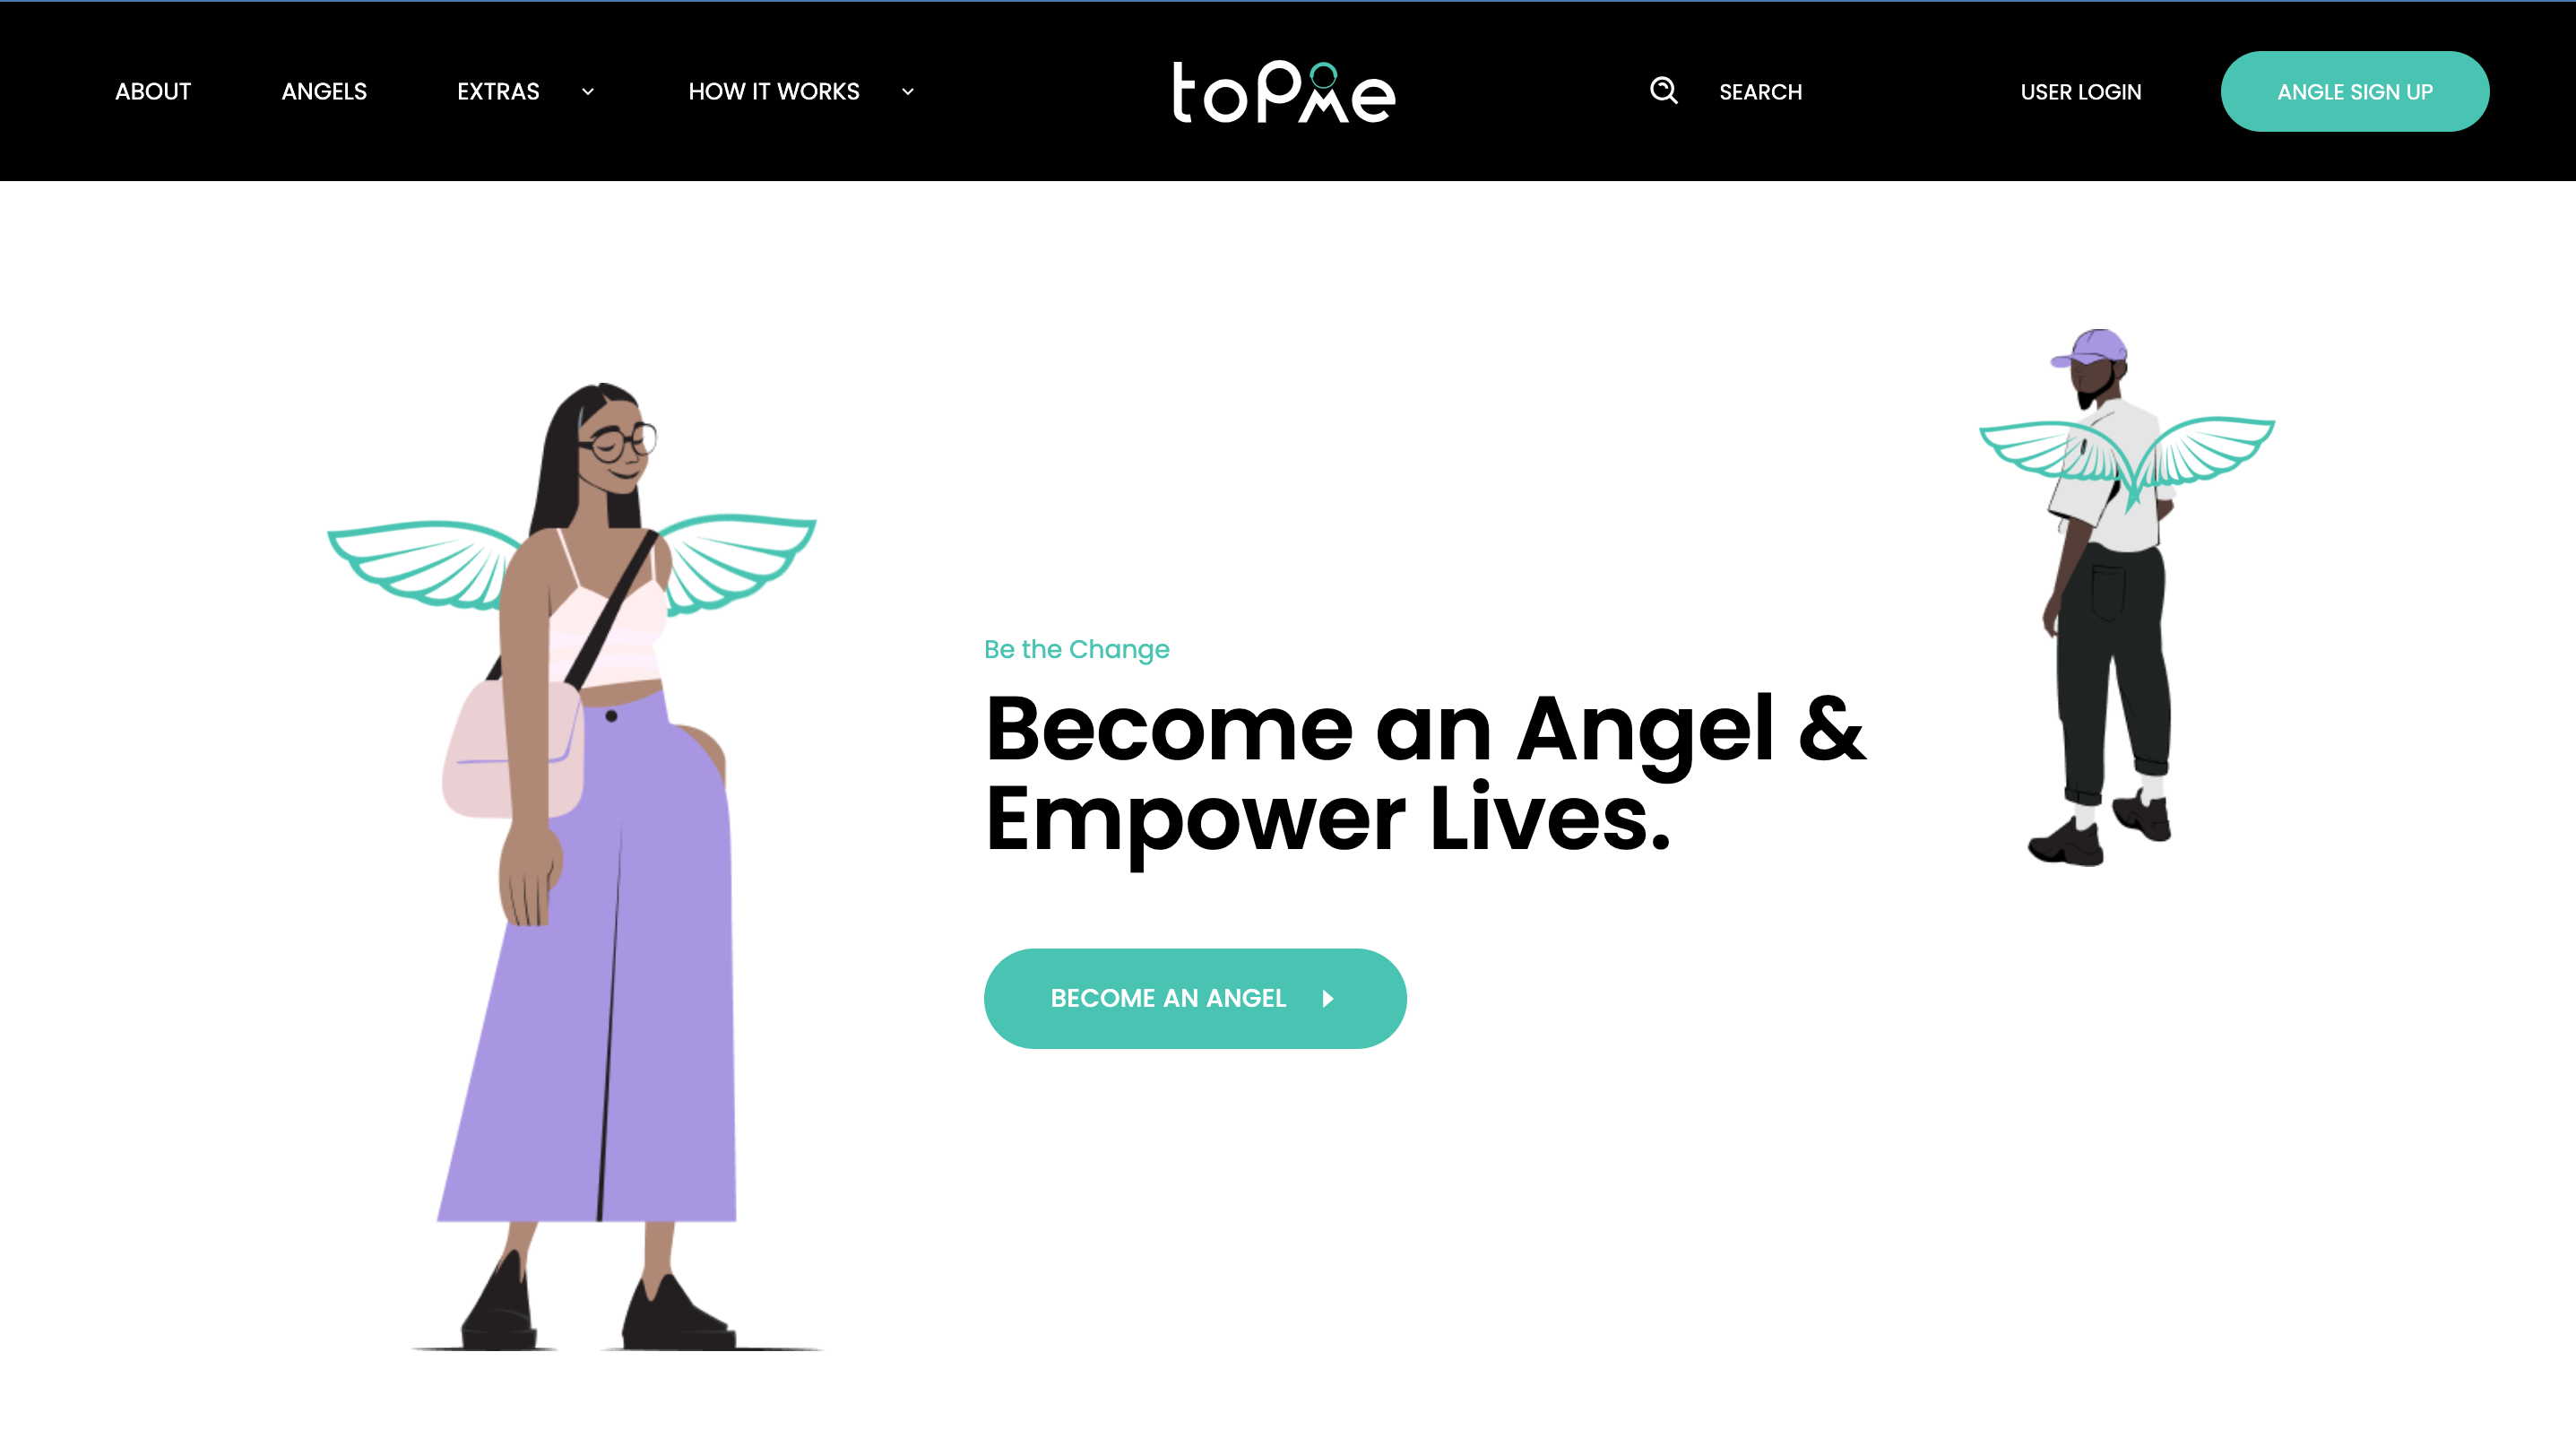 ABOUT
ANGELS
EXTRAS
HOW IT WORKS
toPMe
SEARCH
USER LOGIN
ANGLE SIGN UP
Be the Change
Become an Angel &
Empower Lives.
BECOME AN ANGEL